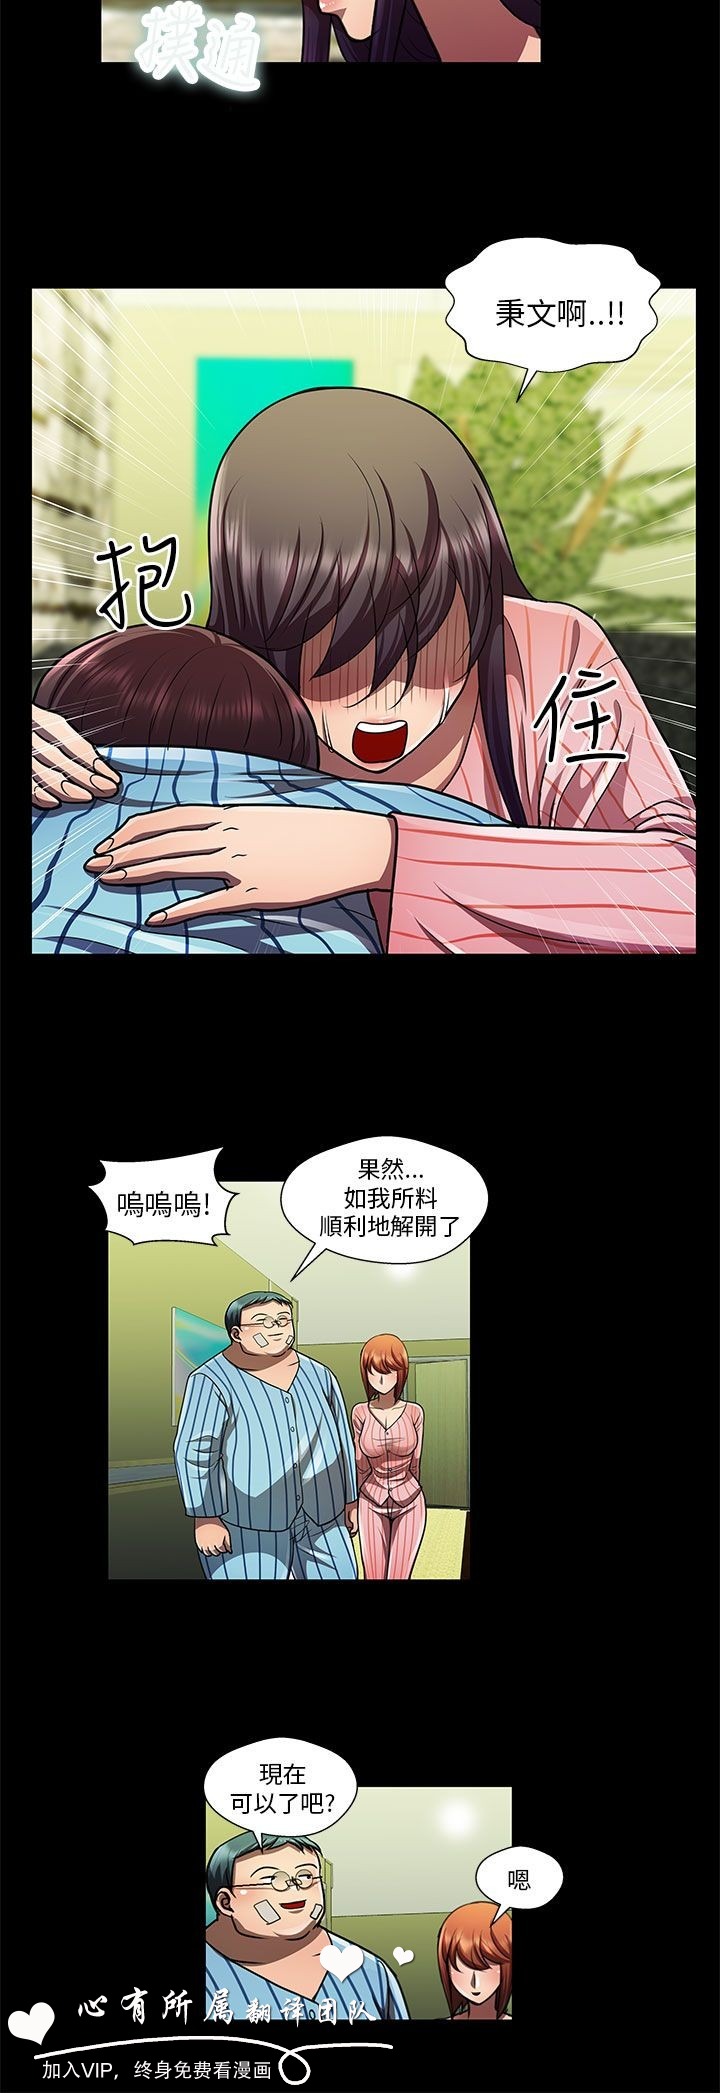 撲通
秉文啊..!!
抱
住
嗚嗚嗚!
果然...
如我所料
順利地解開了
現在
可以了吧?
嗯
心有所属翻译团队
加入VIP，终身免费看漫画